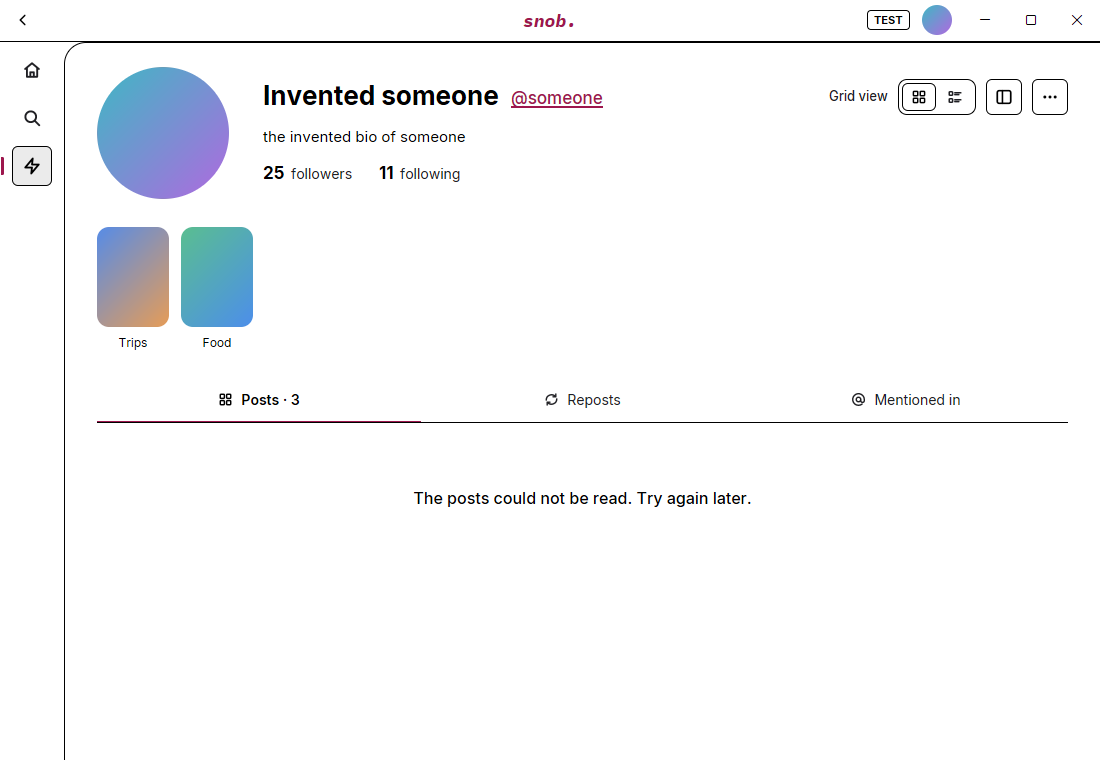 snob.
TEST
Invented someone @someone
Grid view
the invented bio of someone
25 followers 11 following
Trips
Food
Posts · 3
Reposts
Mentioned in
The posts could not be read. Try again later.